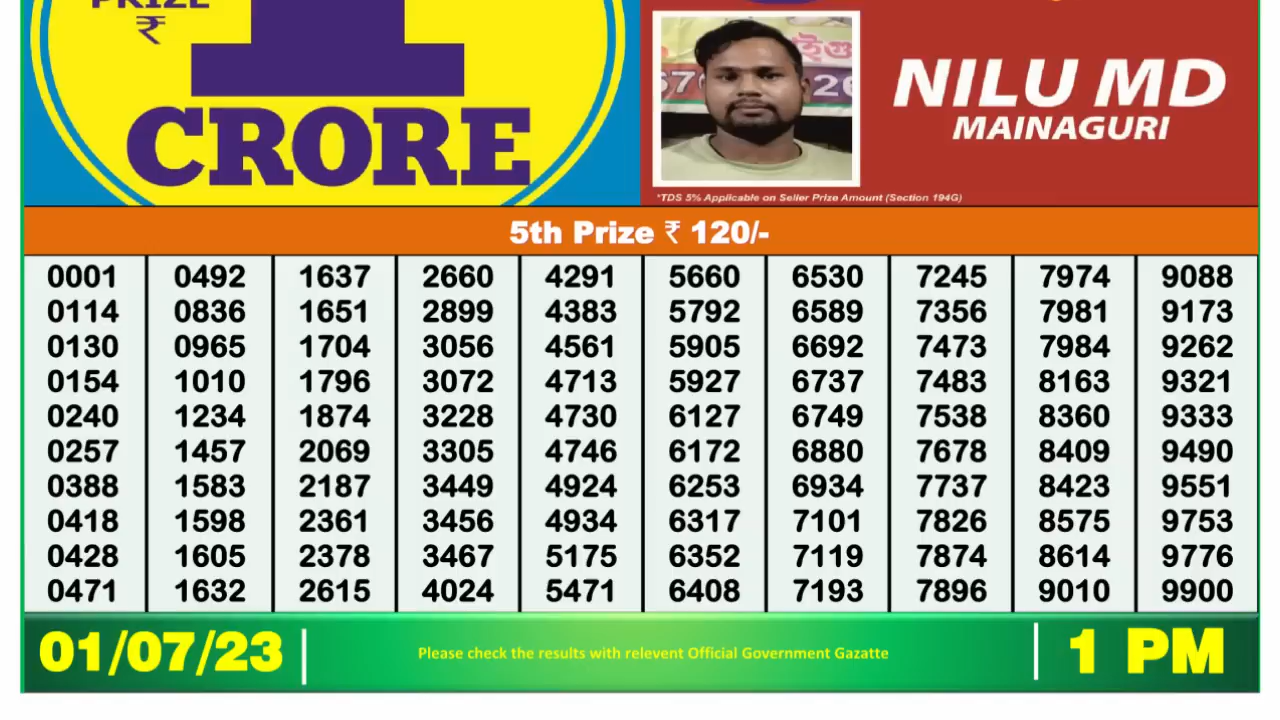 PRIZE
₹
1
CRORE
NILU MD
MAINAGURI
*TDS 5% Applicable on Seller Prize Amount (Section 194G)
5th Prize ₹ 120/-
0001 0492 1637 2660 4291 5660 6530 7245 7974 9088
0114 0836 1651 2899 4383 5792 6589 7356 7981 9173
0130 0965 1704 3056 4561 5905 6692 7473 7984 9262
0154 1010 1796 3072 4713 5927 6737 7483 8163 9321
0240 1234 1874 3228 4730 6127 6749 7538 8360 9333
0257 1457 2069 3305 4746 6172 6880 7678 8409 9490
0388 1583 2187 3449 4924 6253 6934 7737 8423 9551
0418 1598 2361 3456 4934 6317 7101 7826 8575 9753
0428 1605 2378 3467 5175 6352 7119 7874 8614 9776
0471 1632 2615 4024 5471 6408 7193 7896 9010 9900
01/07/23
Please check the results with relevent Official Government Gazatte
1 PM